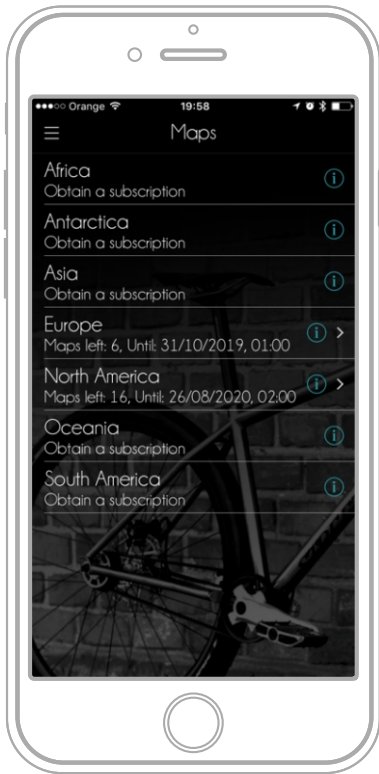 Orange
19:58
Maps
Africa
Obtain a subscription
Antarctica
Obtain a subscription
Asia
Obtain a subscription
Europe
Maps left: 6, Until: 31/10/2019, 01:00
North America
Maps left: 16, Until: 26/08/2020, 02:00
Oceania
Obtain a subscription
South America
Obtain a subscription